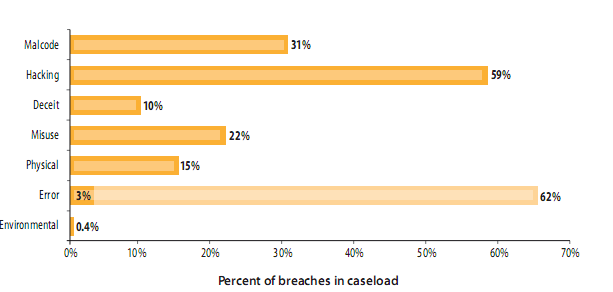 Malcode 31%
Hacking 59%
Deceit 10%
Misuse 22%
Physical 15%
Error 3% 62%
Environmental 0.4%
0% 10% 20% 30% 40% 50% 60% 70%
Percent of breaches in caseload